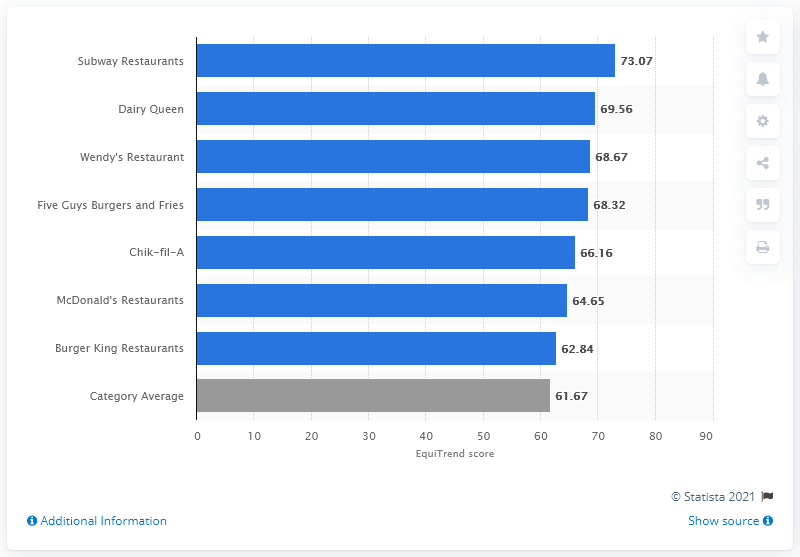 Subway Restaurants 73.07
Dairy Queen 69.56
Wendy's Restaurant 68.67
Five Guys Burgers and Fries 68.32
Chik-fil-A 66.16
McDonald's Restaurants 64.65
Burger King Restaurants 62.84
Category Average 61.67
0 10 20 30 40 50 60 70 80 90
EquiTrend score
© Statista 2021
Additional Information Show source